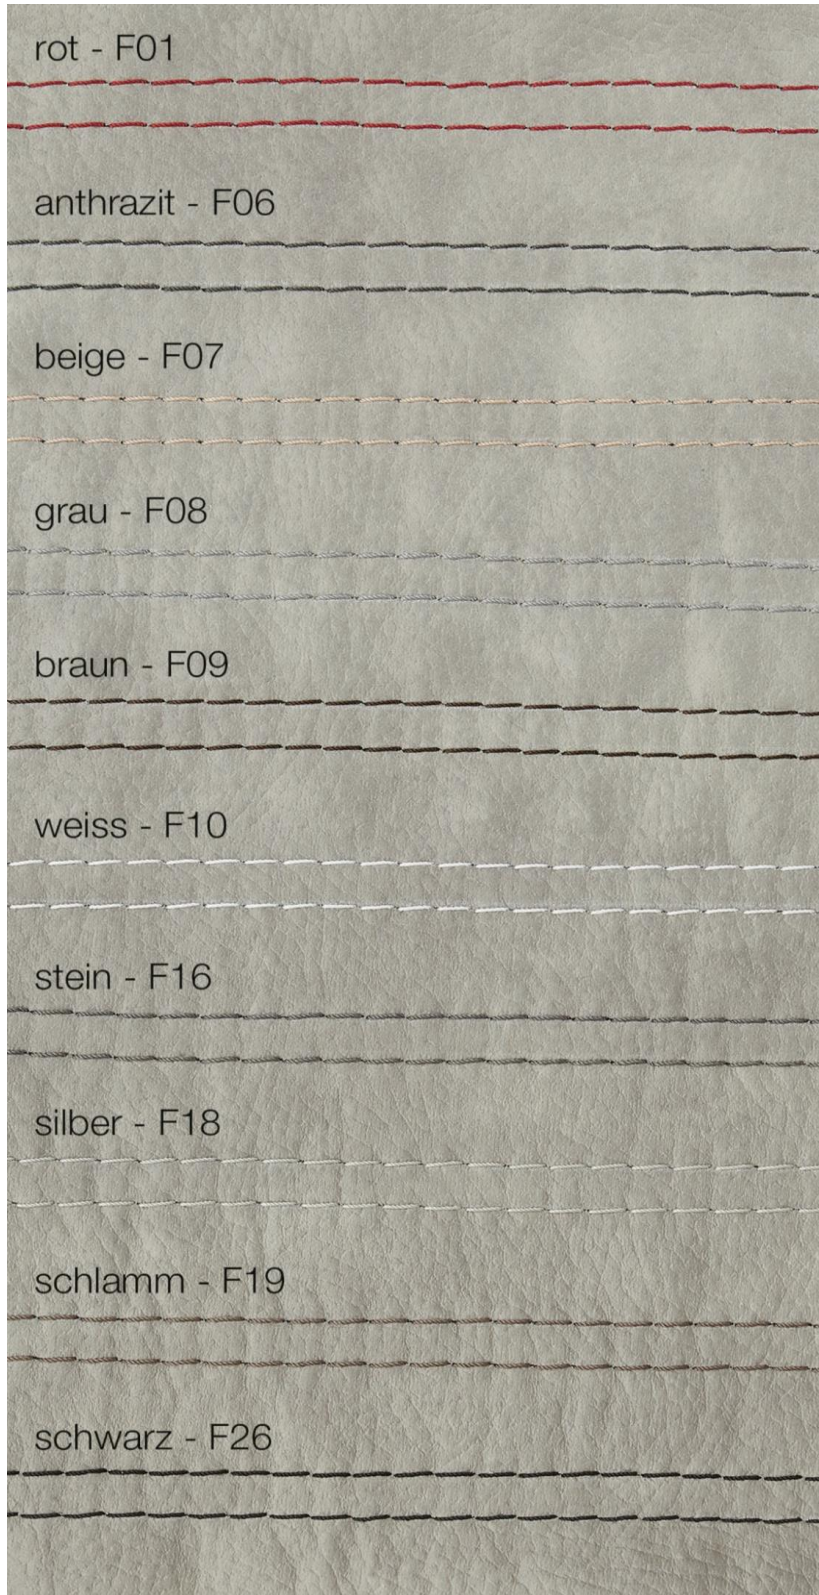 rot - F01
anthrazit - F06
beige - F07
grau - F08
braun - F09
weiss - F10
stein - F16
silber - F18
schlamm - F19
schwarz - F26